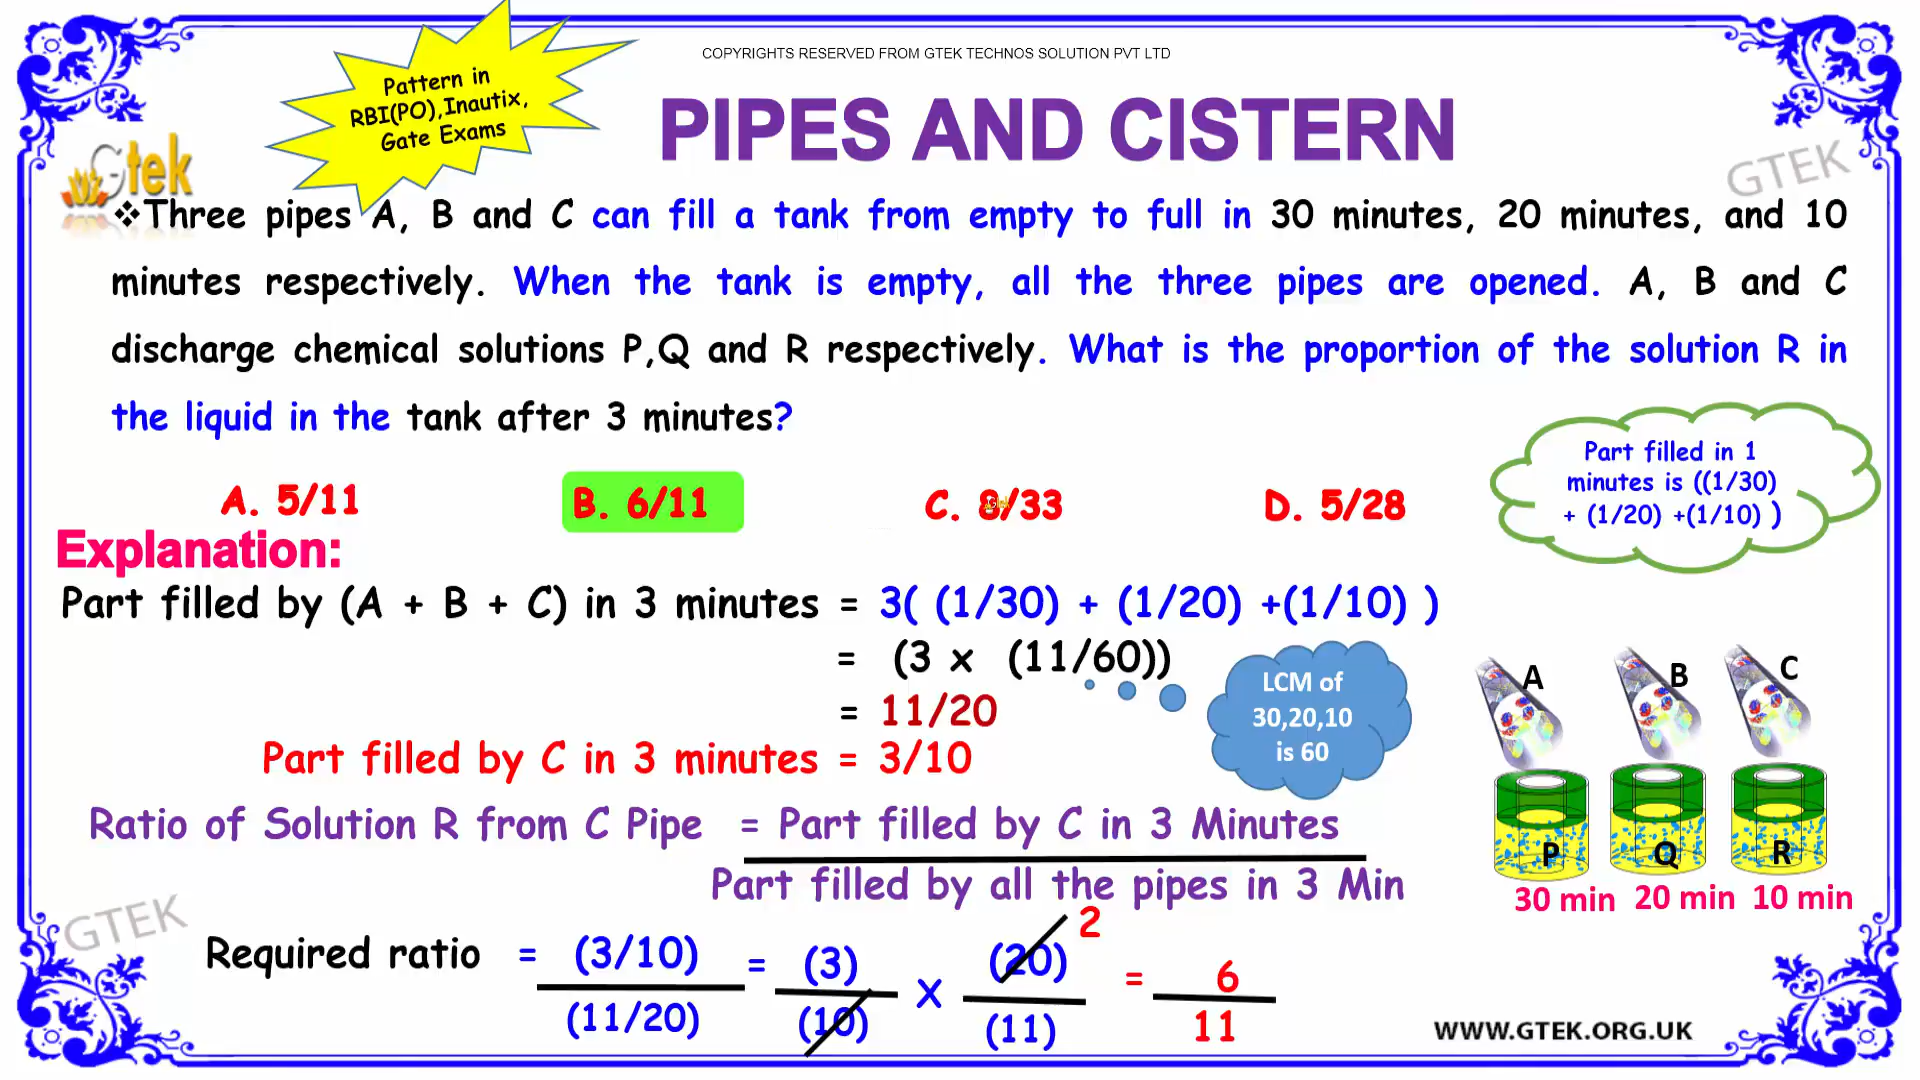 COPYRIGHTS RESERVED FROM GTEK TECHNOS SOLUTION PVT LTD
Pattern in
RBI(PO),Inautix,
Gate Exams
PIPES AND CISTERN
Gtek
GTEK
❖Three pipes A, B and C can fill a tank from empty to full in 30 minutes, 20 minutes, and 10
minutes respectively. When the tank is empty, all the three pipes are opened. A, B and C
discharge chemical solutions P,Q and R respectively. What is the proportion of the solution R in
the liquid in the tank after 3 minutes?
Part filled in 1
minutes is ((1/30)
+ (1/20) +(1/10) )
A. 5/11
B. 6/11
C. 8/33
D. 5/28
Explanation:
Part filled by (A + B + C) in 3 minutes = 3( (1/30) + (1/20) +(1/10) )
= (3 x (11/60))
= 11/20
LCM of
30,20,10
is 60
Part filled by C in 3 minutes = 3/10
Ratio of Solution R from C Pipe = Part filled by C in 3 Minutes
Part filled by all the pipes in 3 Min
A
B
C
P
Q
R
30 min 20 min 10 min
GTEK
Required ratio = (3/10) = (3) x (20) 2 = 6
(11/20) (10) (11) 11
WWW.GTEK.ORG.UK